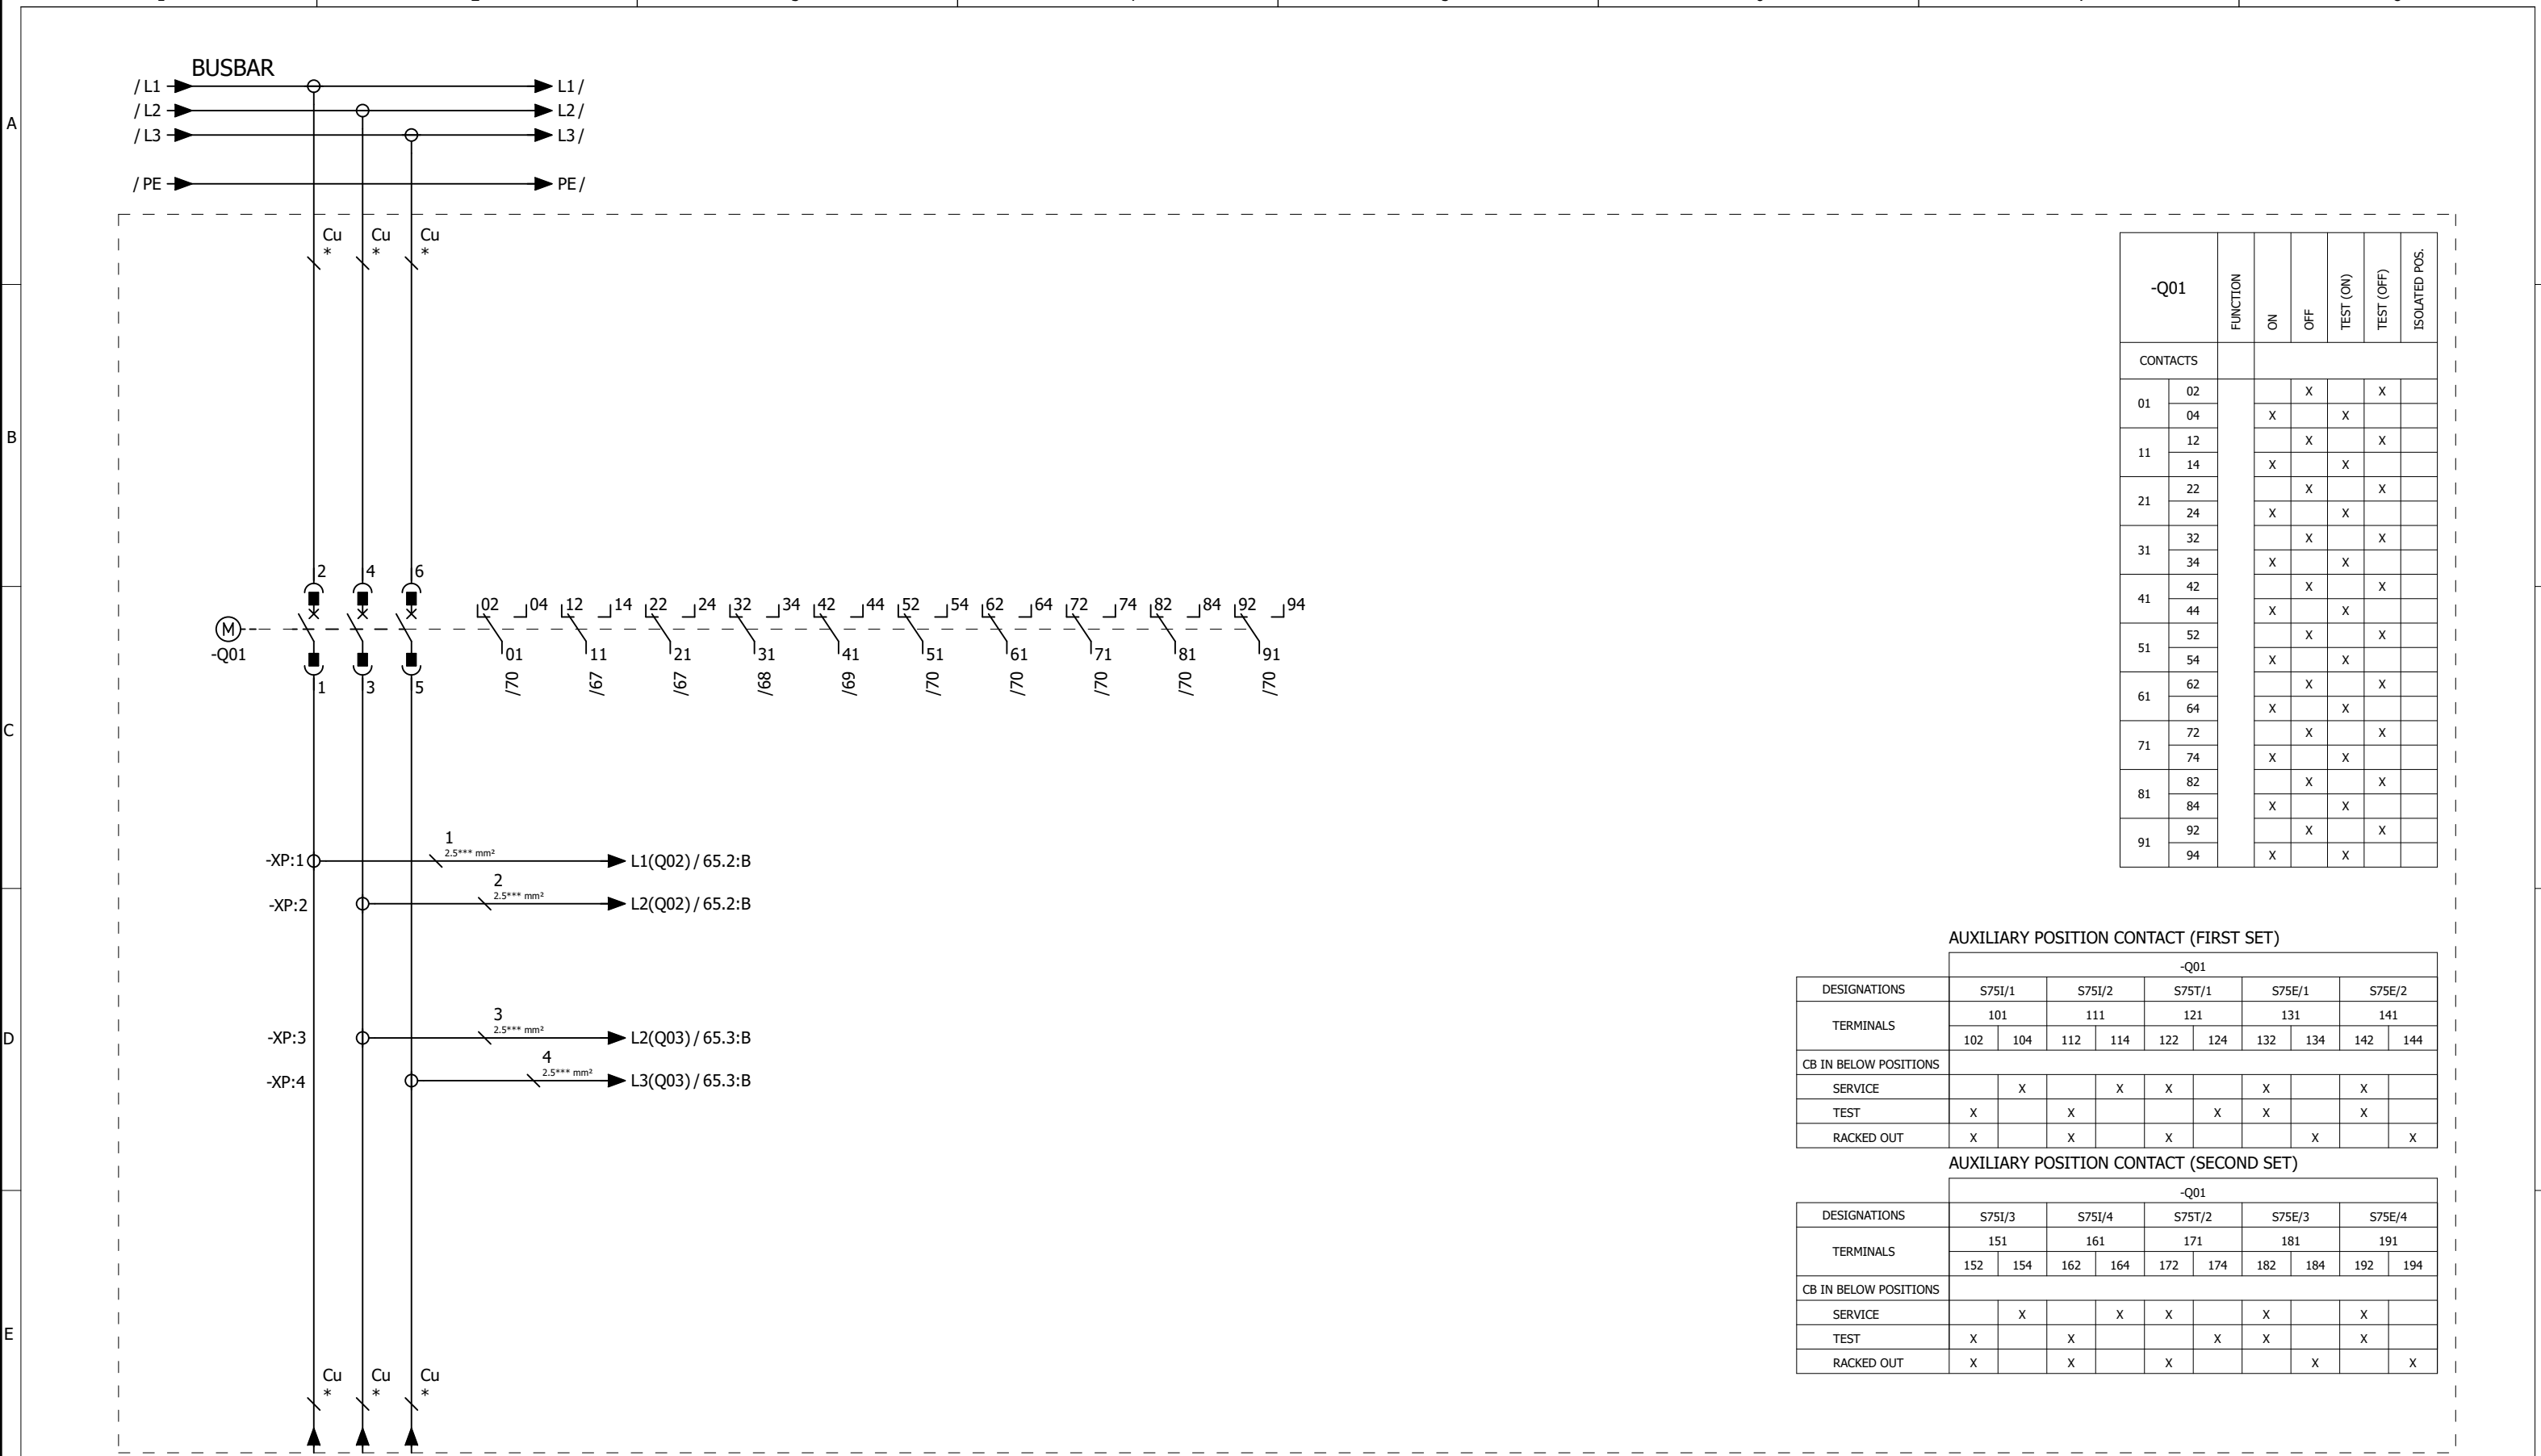 BUSBAR
/ L1 L1 /
/ L2 L2 /
/ L3 L3 /
/ PE PE /
A
B
C
D
E
Cu Cu Cu
* * *
2 4 6
M
-Q01
1 3 5
02 04 12 14 22 24 32 34 42 44 52 54 62 64 72 74 82 84 92 94
01 11 21 31 41 51 61 71 81 91
/70 /67 /67 /68 /69 /70 /70 /70 /70 /70
1
2.5*** mm²
-XP:1 L1(Q02) / 65.2:B
2
2.5*** mm²
-XP:2 L2(Q02) / 65.2:B
3
2.5*** mm²
-XP:3 L2(Q03) / 65.3:B
4
2.5*** mm²
-XP:4 L3(Q03) / 65.3:B
Cu Cu Cu
* * *
-Q01 FUNCTION ON OFF TEST (ON) TEST (OFF) ISOLATED POS.
CONTACTS
01 02 X X
04 X X
11 12 X X
14 X X
21 22 X X
24 X X
31 32 X X
34 X X
41 42 X X
44 X X
51 52 X X
54 X X
61 62 X X
64 X X
71 72 X X
74 X X
81 82 X X
84 X X
91 92 X X
94 X X
AUXILIARY POSITION CONTACT (FIRST SET)
-Q01
DESIGNATIONS S75I/1 S75I/2 S75T/1 S75E/1 S75E/2
TERMINALS 101 111 121 131 141
102 104 112 114 122 124 132 134 142 144
CB IN BELOW POSITIONS
SERVICE X X X X X
TEST X X X X X
RACKED OUT X X X X X
AUXILIARY POSITION CONTACT (SECOND SET)
-Q01
DESIGNATIONS S75I/3 S75I/4 S75T/2 S75E/3 S75E/4
TERMINALS 151 161 171 181 191
152 154 162 164 172 174 182 184 192 194
CB IN BELOW POSITIONS
SERVICE X X X X X
TEST X X X X X
RACKED OUT X X X X X